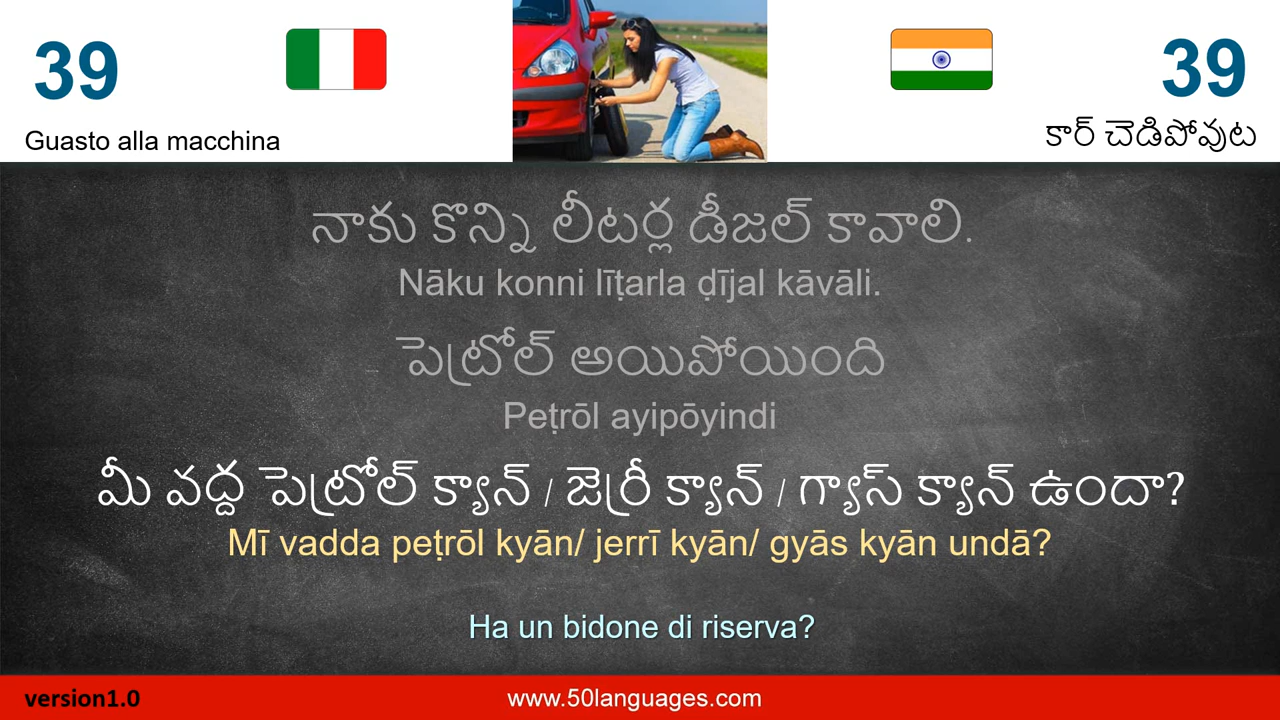 39
39
Guasto alla macchina
కార్ చెడిపోవుట
నాకు కొన్ని లీటర్ల డీజల్ కావాలి.
Nāku konni līṭarla ḍījal kāvāli.
పెట్రోల్ అయిపోయింది
Peṭrōl ayipōyindi
మీ వద్ద పెట్రోల్ క్యాన్ / జెర్రీ క్యాన్ / గ్యాస్ క్యాన్ ఉందా?
Mī vadda peṭrōl kyān/ jerrī kyān/ gyās kyān undā?
Ha un bidone di riserva?
version1.0
www.50languages.com